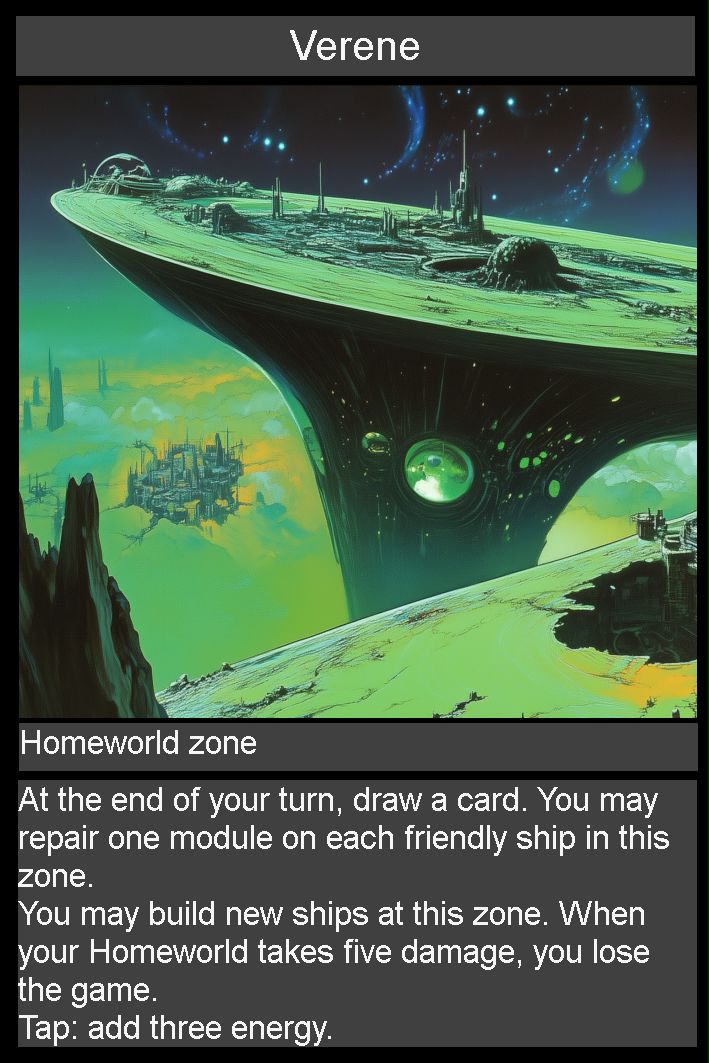 Verene
Homeworld zone
At the end of your turn, draw a card. You may
repair one module on each friendly ship in this
zone.
You may build new ships at this zone. When
your Homeworld takes five damage, you lose
the game.
Tap: add three energy.